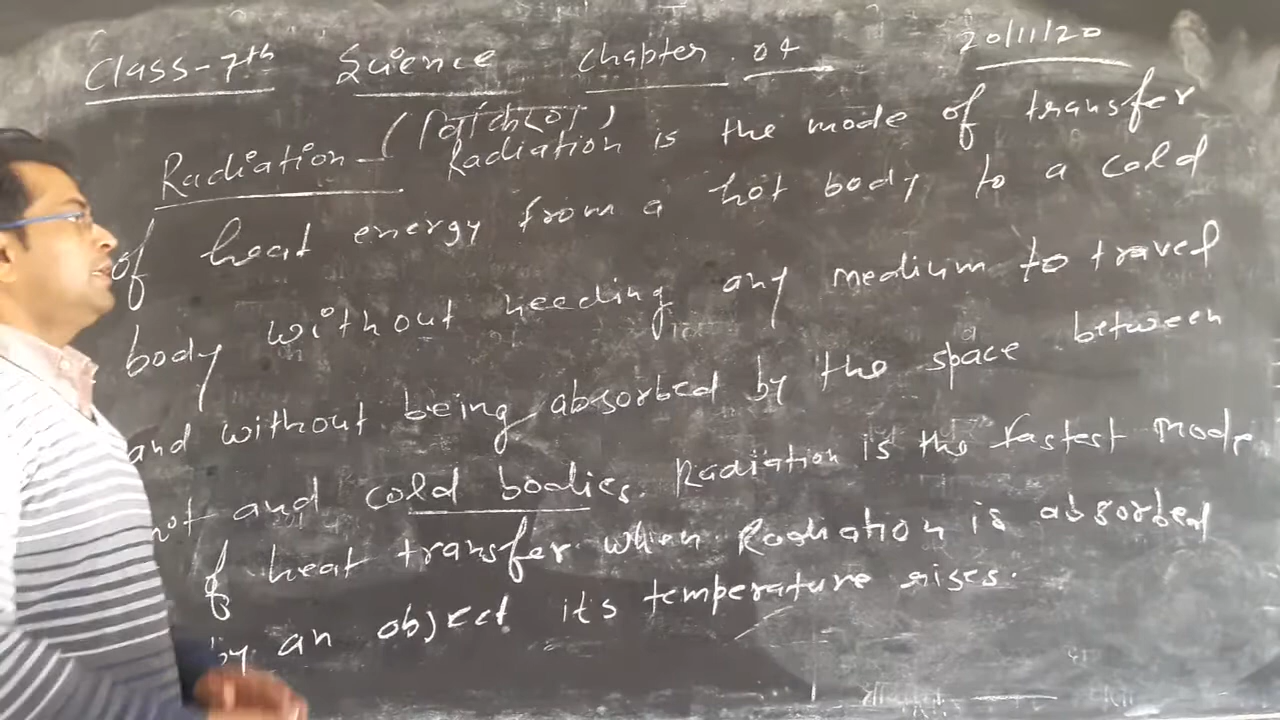 Class-7th Science Chapter. 04 20/11/20
Radiation - (विकिरण) Radiation is the mode of transfer
of heat energy from a hot body to a cold
body without needing any medium to travel
and without being absorbed by the space between
hot and cold bodies. Radiation is the fastest mode
of heat transfer. when Radiation is absorbed
by an object its temperature rises.